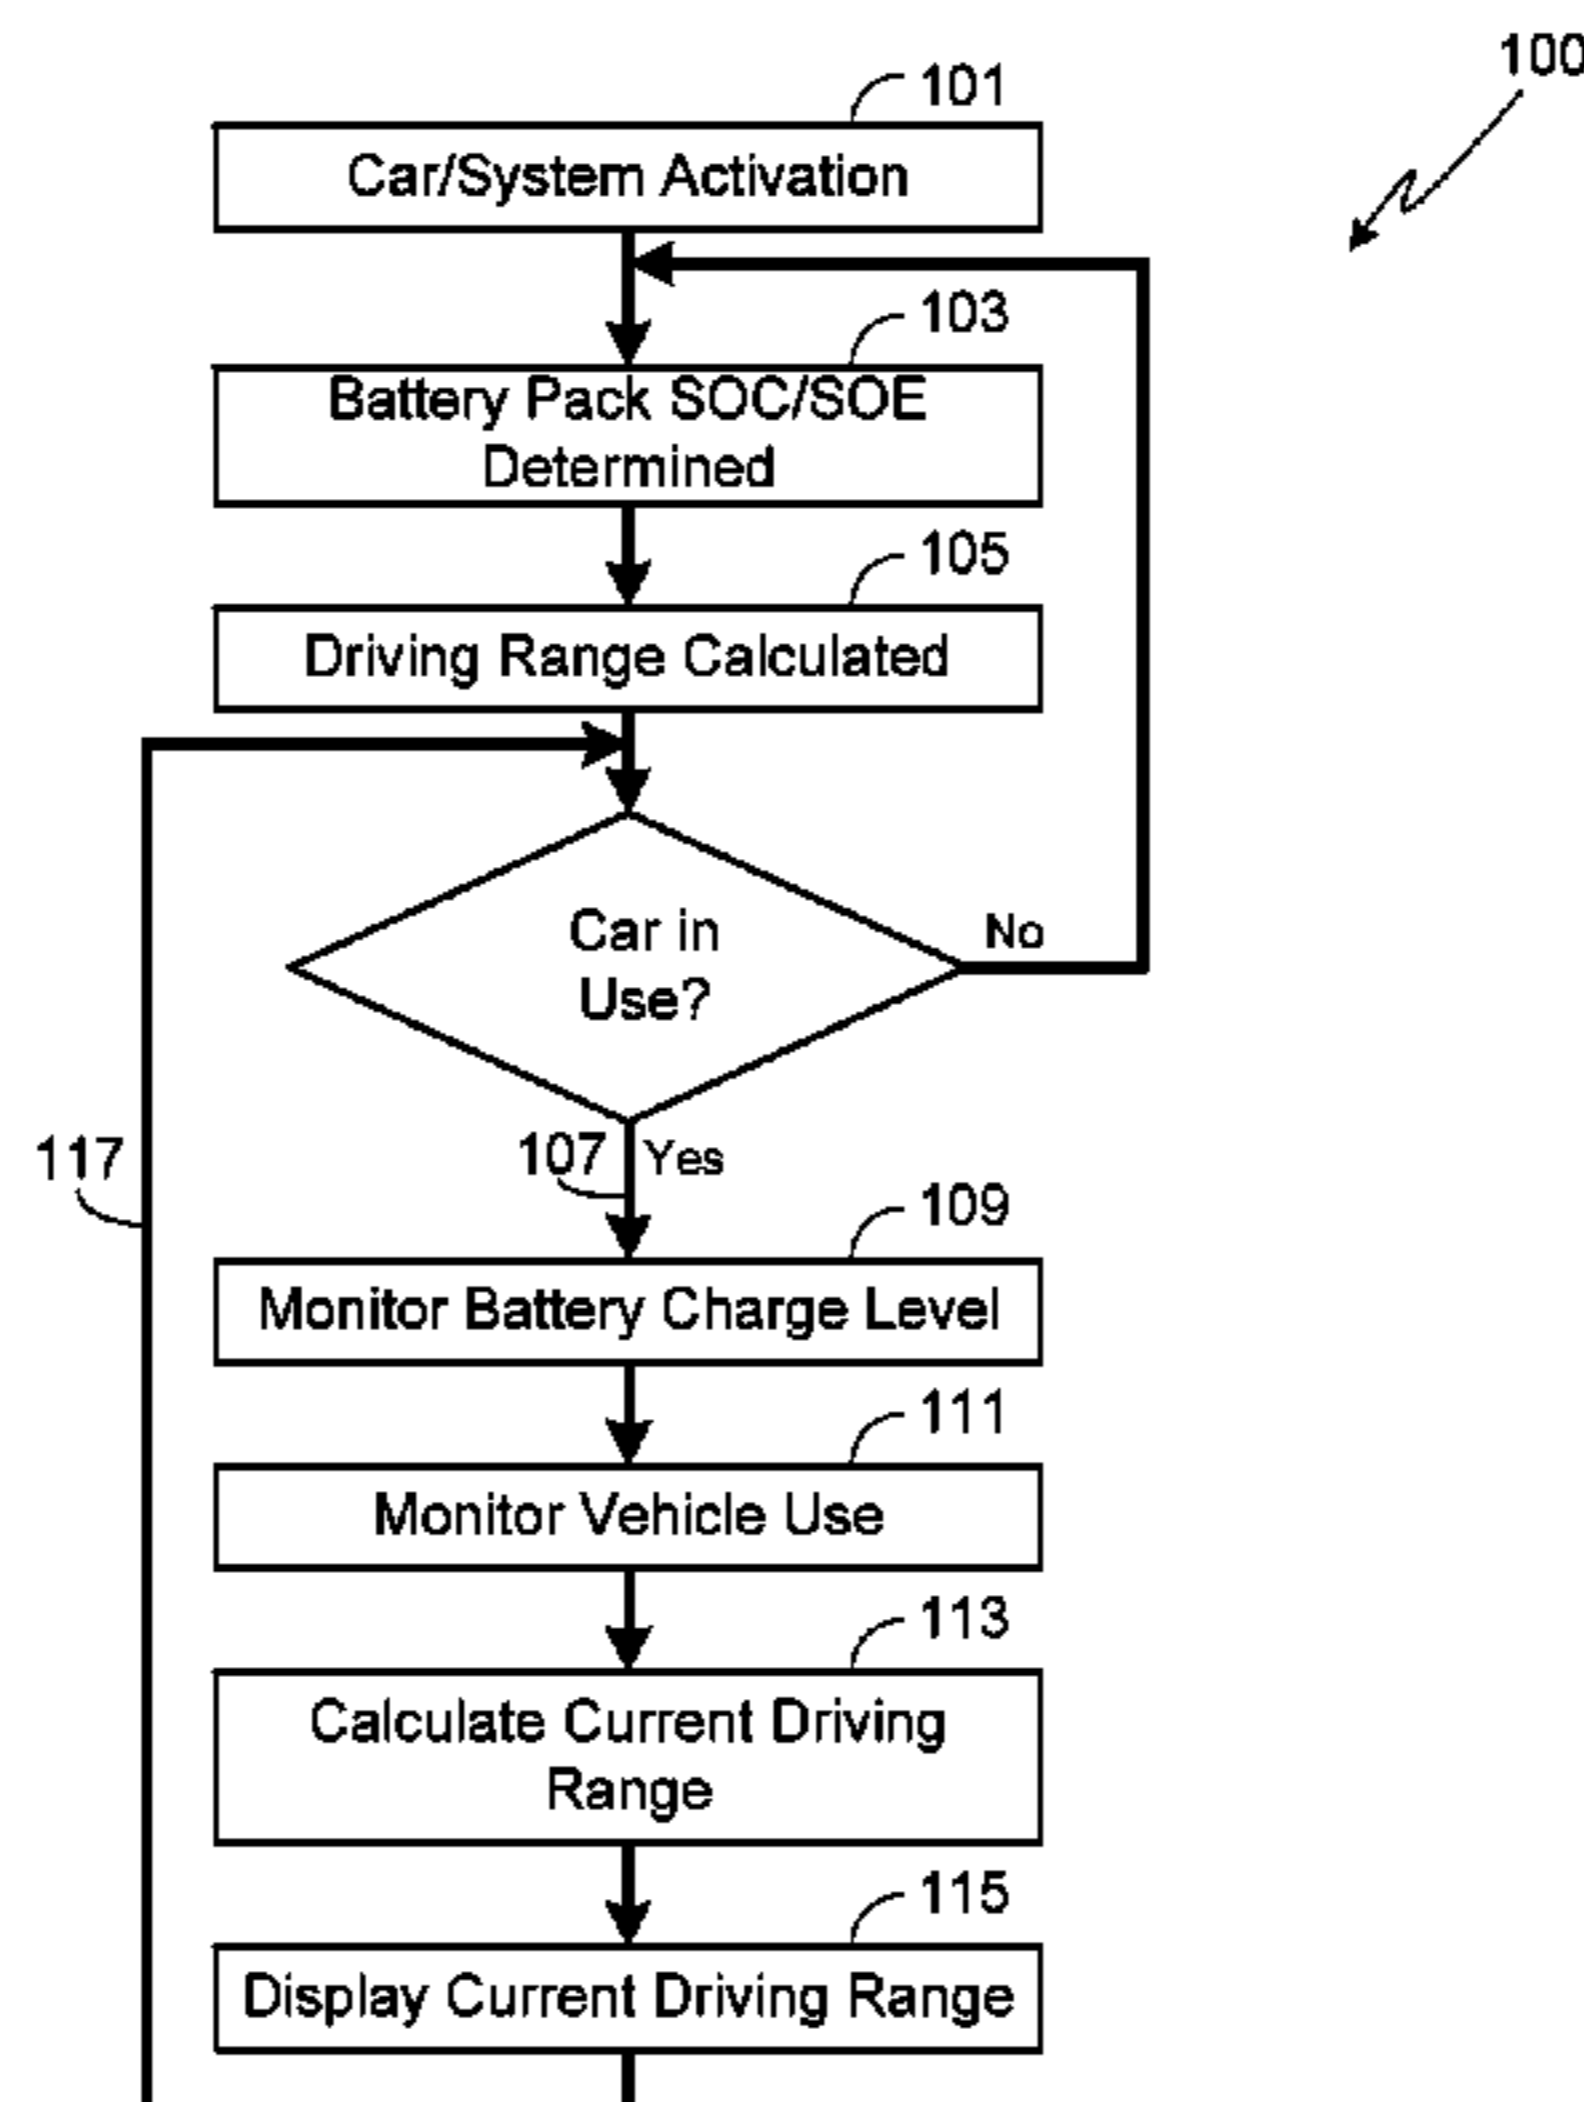 100
101
Car/System Activation
103
Battery Pack SOC/SOE
Determined
105
Driving Range Calculated
Car in
Use?
No
117
107
Yes
109
Monitor Battery Charge Level
111
Monitor Vehicle Use
113
Calculate Current Driving
Range
115
Display Current Driving Range